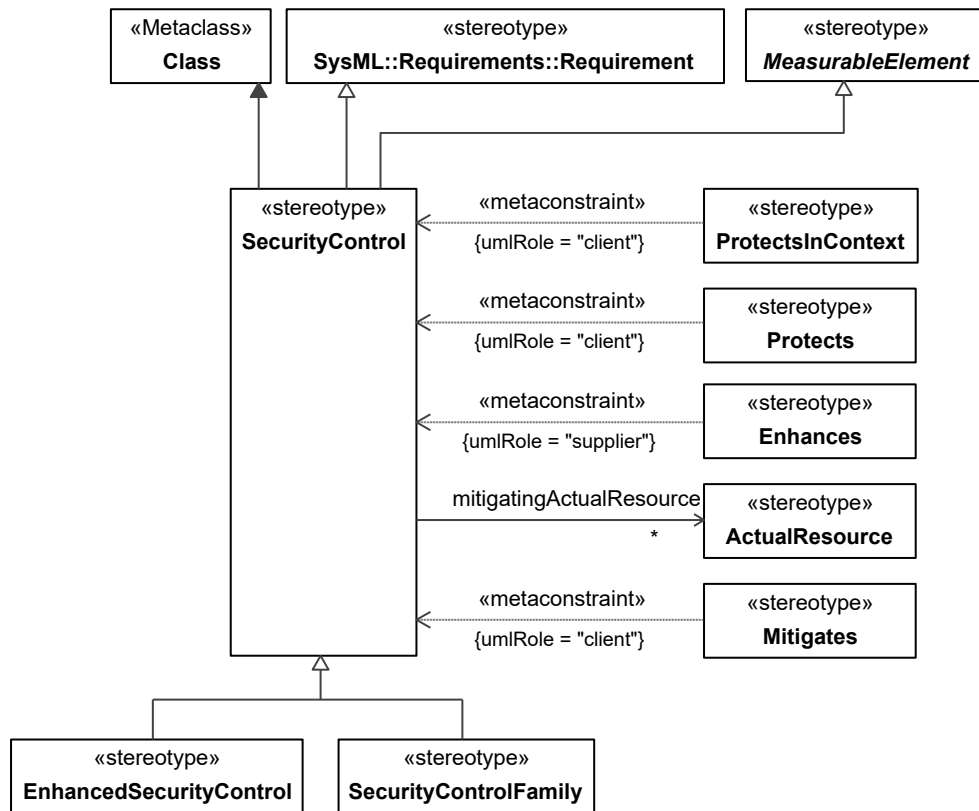 «Metaclass»
Class
«stereotype»
SysML::Requirements::Requirement
«stereotype»
MeasurableElement
«stereotype»
SecurityControl
«metaconstraint»
{umlRole = "client"}
«stereotype»
ProtectsInContext
«metaconstraint»
{umlRole = "client"}
«stereotype»
Protects
«metaconstraint»
{umlRole = "supplier"}
«stereotype»
Enhances
mitigatingActualResource
*
«stereotype»
ActualResource
«metaconstraint»
{umlRole = "client"}
«stereotype»
Mitigates
«stereotype»
EnhancedSecurityControl
«stereotype»
SecurityControlFamily